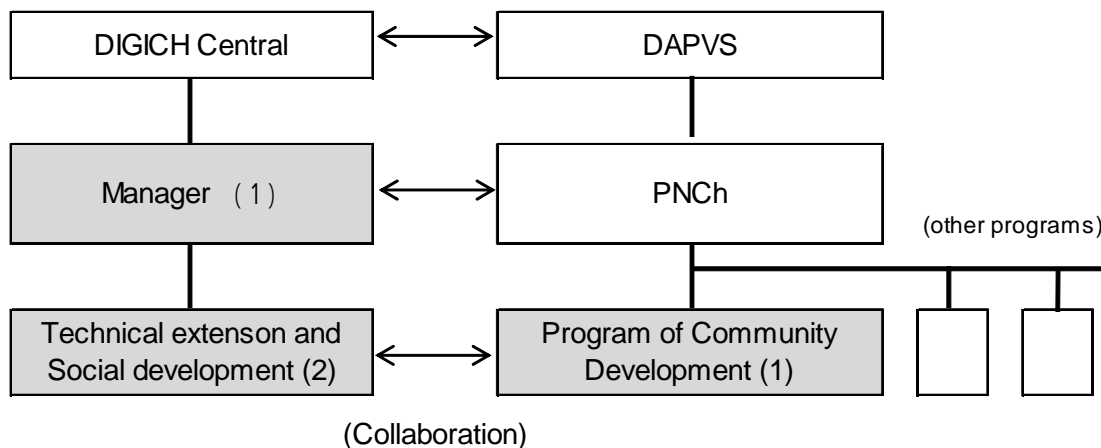 DIGICH Central
DAPVS
Manager (1)
PNCh
(other programs)
Technical extenson and
Social development (2)
Program of Community
Development (1)
(Collaboration)